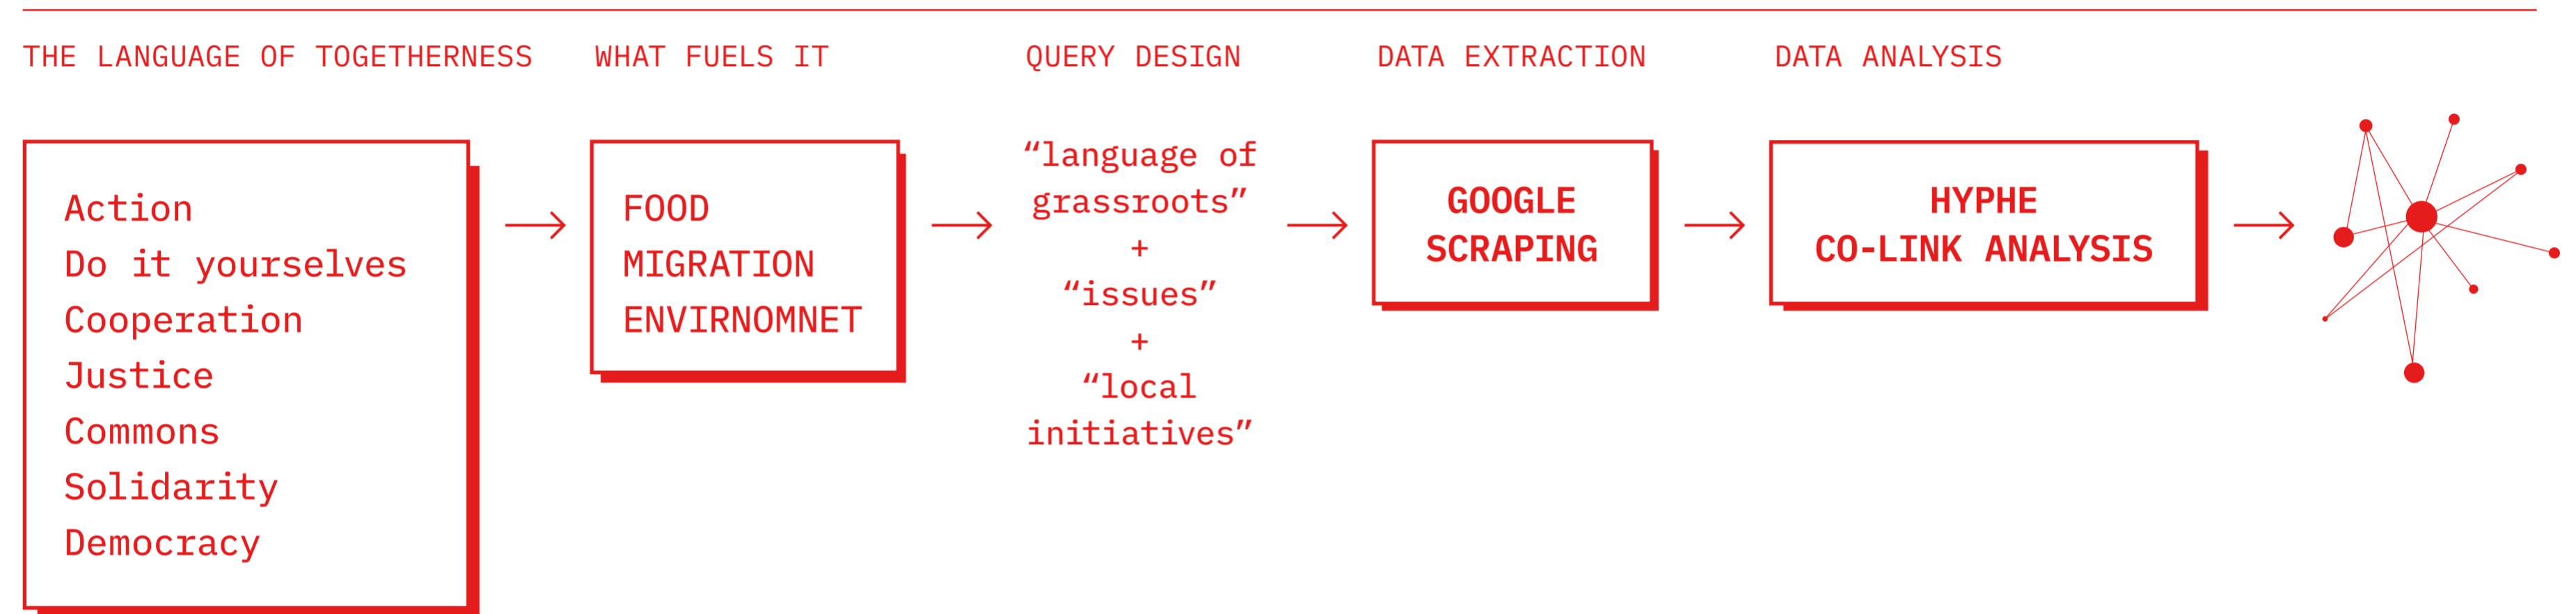 THE LANGUAGE OF TOGETHERNESS
Action
Do it yourselves
Cooperation
Justice
Commons
Solidarity
Democracy
WHAT FUELS IT
FOOD
MIGRATION
ENVIRNOMNET
QUERY DESIGN
“language of
grassroots”
+
“issues”
+
“local
initiatives”
DATA EXTRACTION
GOOGLE
SCRAPING
DATA ANALYSIS
HYPHE
CO-LINK ANALYSIS